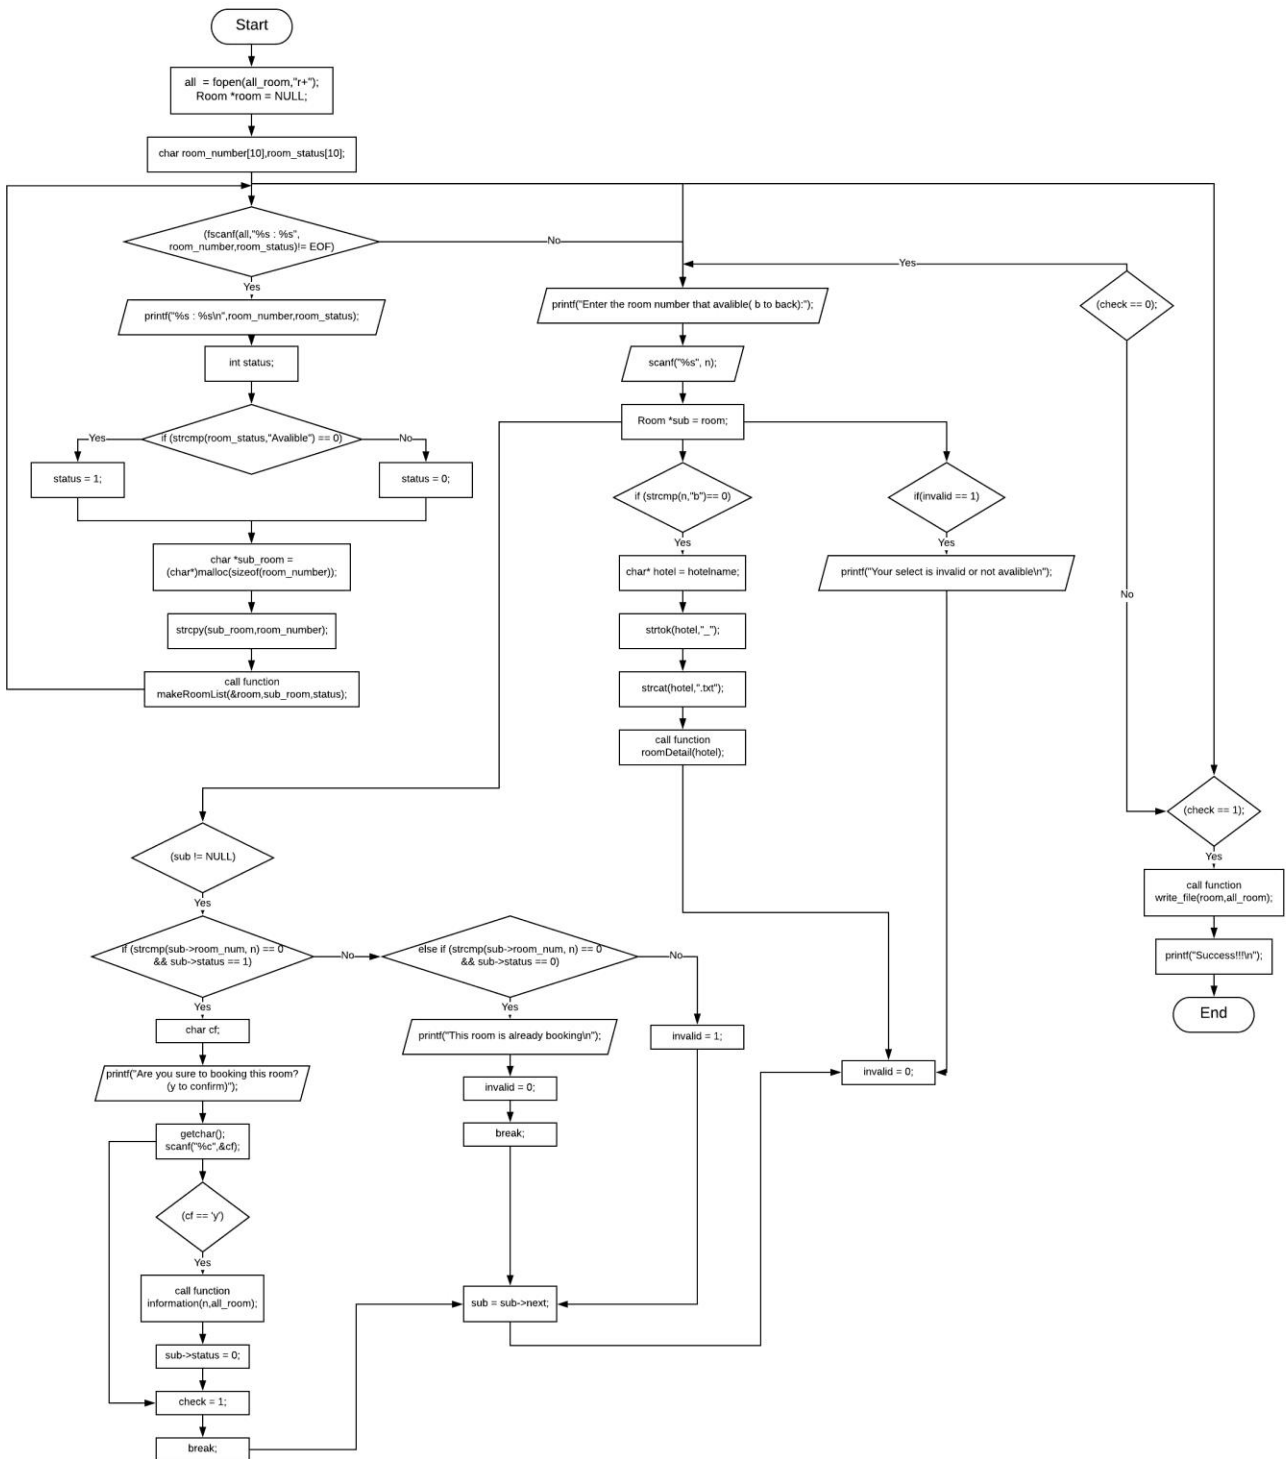 Start
all = fopen(all_room,"r+");
Room *room = NULL;
char room_number[10],room_status[10];
(fscanf(all,"%s : %s",
room_number,room_status)!= EOF)
No
Yes
printf("%s : %s\n",room_number,room_status);
int status;
if (strcmp(room_status,"Avalible") == 0)
Yes
No
status = 1;
status = 0;
char *sub_room =
(char*)malloc(sizeof(room_number));
strcpy(sub_room,room_number);
call function
makeRoomList(&room,sub_room,status);
printf("Enter the room number that avalible( b to back):");
scanf("%s", n);
Room *sub = room;
if (strcmp(n,"b")== 0)
Yes
char* hotel = hotelname;
strtok(hotel,"_");
strcat(hotel,".txt");
call function
roomDetail(hotel);
if(invalid == 1)
Yes
printf("Your select is invalid or not avalible\n");
Yes
(check == 0);
No
(check == 1);
Yes
call function
write_file(room,all_room);
printf("Success!!!\n");
End
(sub != NULL)
Yes
if (strcmp(sub->room_num, n) == 0
&& sub->status == 1)
No
Yes
else if (strcmp(sub->room_num, n) == 0
&& sub->status == 0)
No
Yes
char cf;
printf("Are you sure to booking this room?
(y to confirm)");
getchar();
scanf("%c",&cf);
(cf == 'y')
Yes
call function
information(n,all_room);
sub->status = 0;
check = 1;
break;
printf("This room is already booking\n");
invalid = 0;
break;
invalid = 1;
sub = sub->next;
invalid = 0;